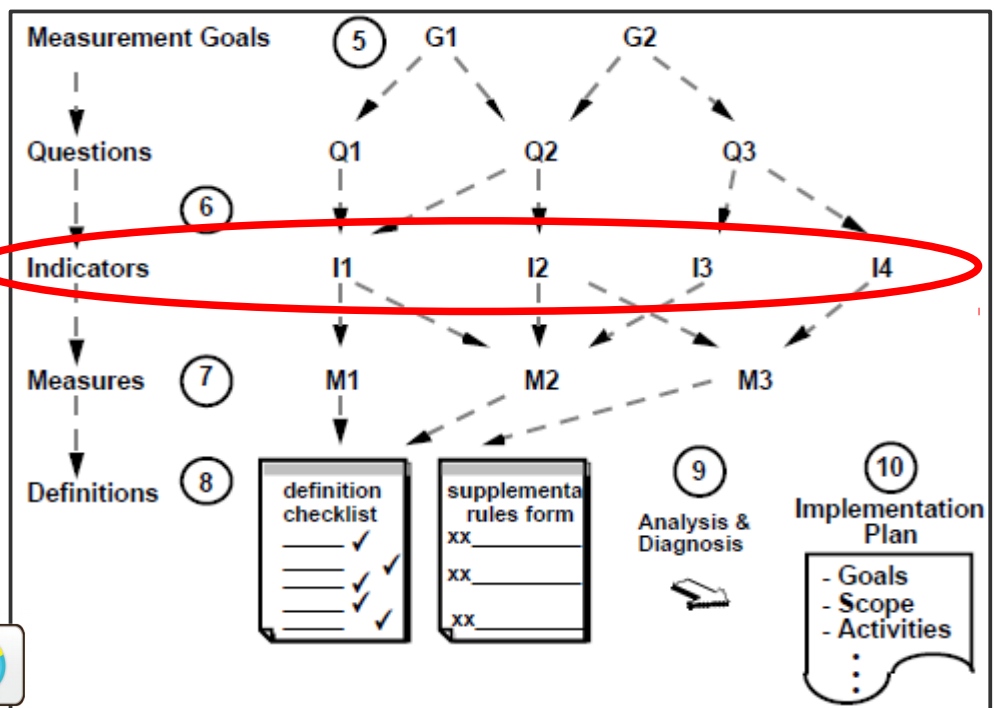 Measurement Goals 5 G1 G2
Questions Q1 Q2 Q3
6
Indicators I1 I2 I3 I4
Measures 7 M1 M2 M3
Definitions 8
definition
checklist
supplementa
rules form
xx
xx
xx
9
Analysis &
Diagnosis
10
Implementation
Plan
- Goals
- Scope
- Activities